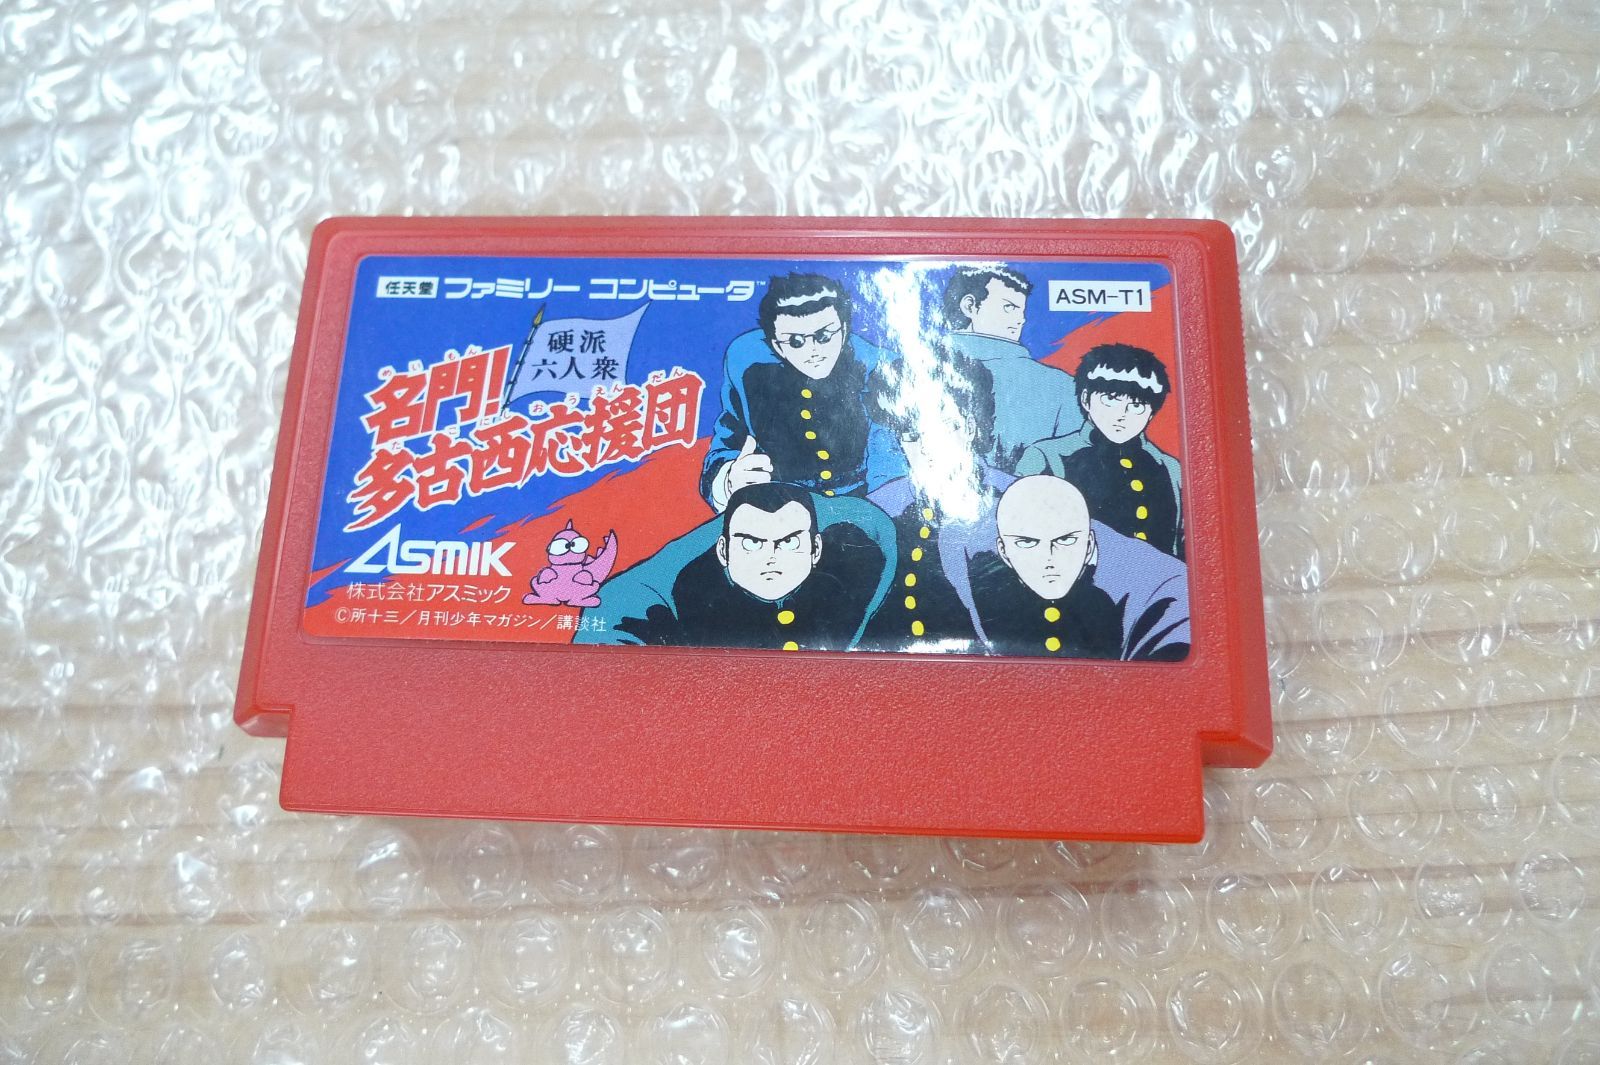 任天堂 ファミリー コンピュータ™
ASM-T1
硬派
六人衆
めいもん
名門!
たこにしおうえんだん
多古西応援団
ASMIK
株式会社アスミック
©所十三／月刊少年マガジン／講談社